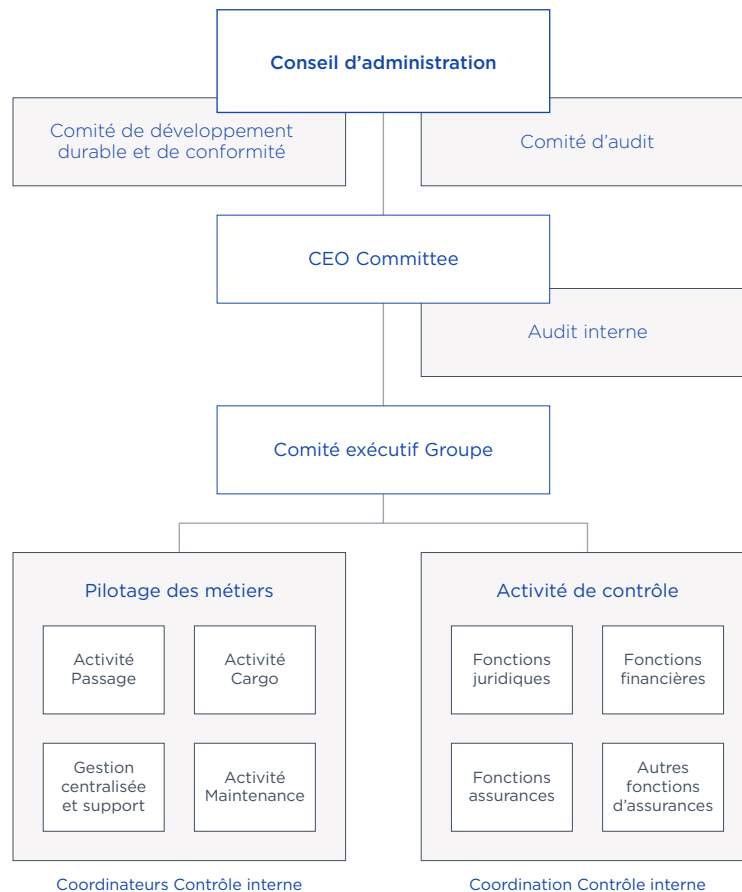 Conseil d’administration
Comité de développement
durable et de conformité
Comité d’audit
CEO Committee
Audit interne
Comité exécutif Groupe
Pilotage des métiers
Activité
Passage
Activité
Cargo
Gestion
centralisée
et support
Activité
Maintenance
Coordinateurs Contrôle interne
Activité de contrôle
Fonctions
juridiques
Fonctions
financières
Fonctions
assurances
Autres
fonctions
d’assurances
Coordination Contrôle interne